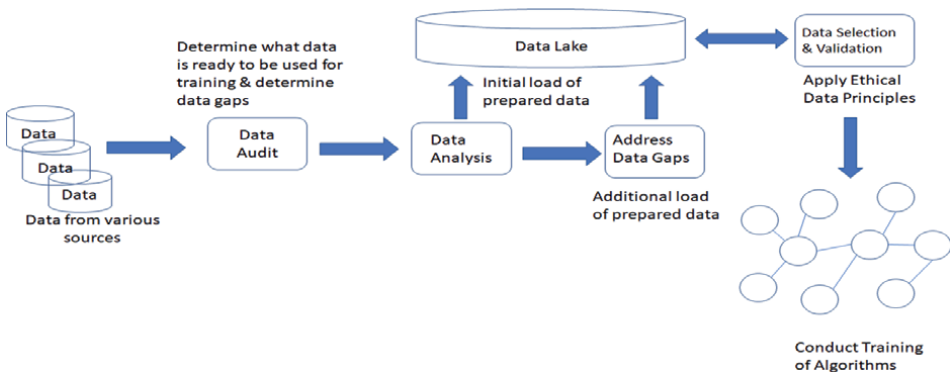 Determine what data
is ready to be used for
training & determine
data gaps
Data Lake
Data Selection
& Validation
Initial load of
prepared data
Apply Ethical
Data Principles
Data
Data
Data
Data from various
sources
Data
Audit
Data
Analysis
Address
Data Gaps
Additional load
of prepared data
Conduct Training
of Algorithms